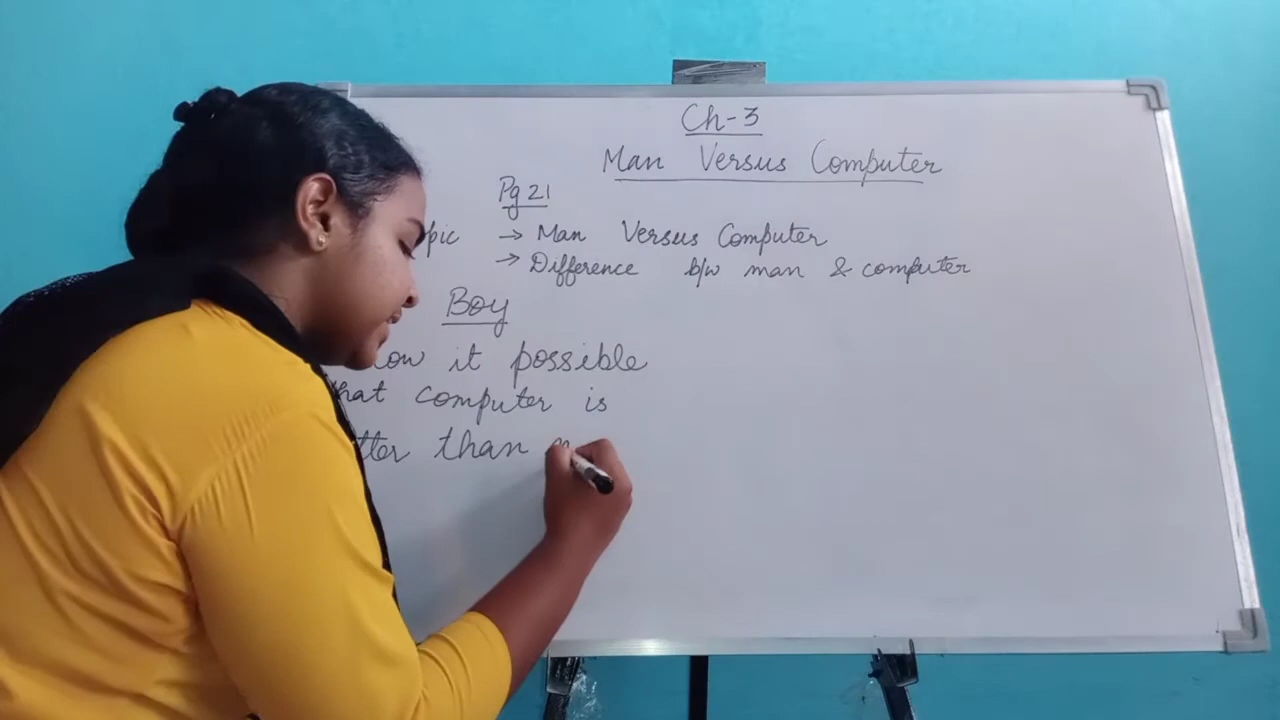 Ch-3
Man Versus Computer
Pg 21
pic → Man Versus Computer
→ Difference b/w man & computer
Boy
ow it possible
hat computer is
tter than